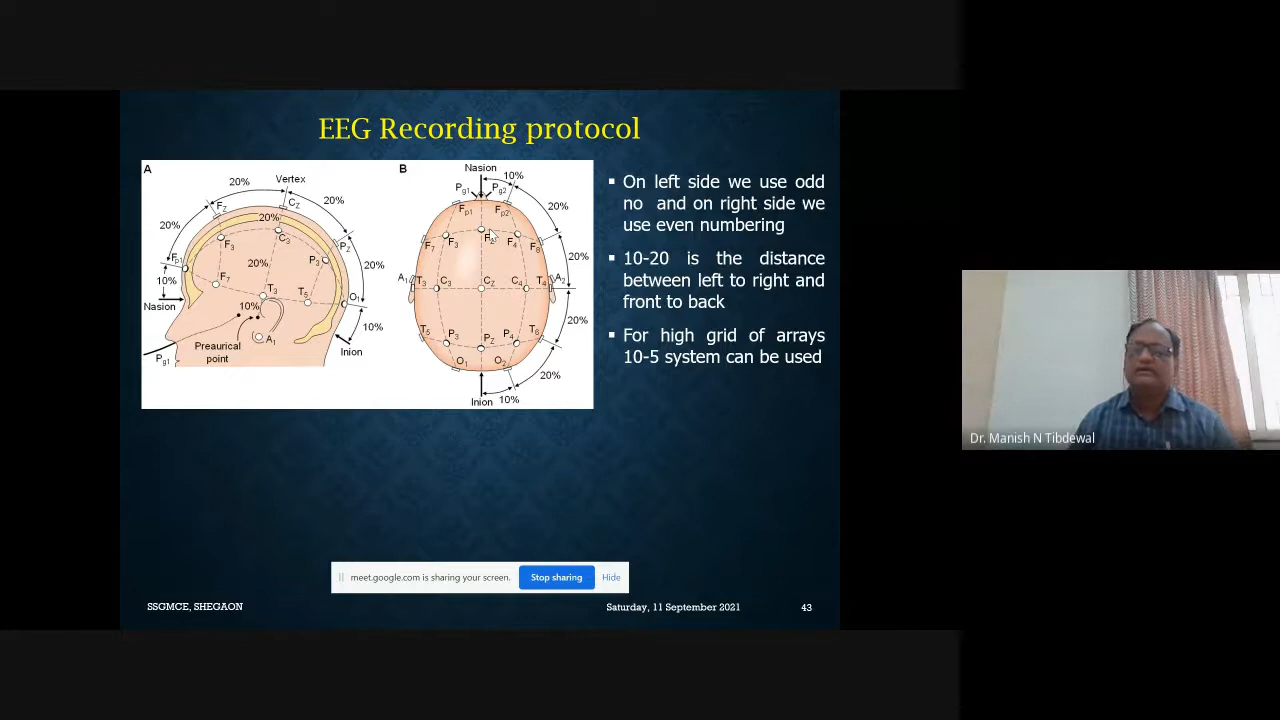 EEG Recording protocol
A
Vertex
20%
CZ
20%
FZ
20%
20%
C3
F3
PZ
P3
Fp1
20%
20%
10%
F7
T3
T5
O1
Nasion
10%
10%
A1
Preaurical
point
Inion
Pg1
B
Nasion
10%
Pg1
Pg2
Fp1
Fp2
20%
F7
F3
FZ
F4
F8
20%
A1
T3
C3
CZ
C4
T4
A2
20%
T5
P3
PZ
P4
T6
O1
O2
20%
Inion
10%
▪ On left side we use odd
no and on right side we
use even numbering
▪ 10-20 is the distance
between left to right and
front to back
▪ For high grid of arrays
10-5 system can be used
Dr. Manish N Tibdewal
meet.google.com is sharing your screen.
Stop sharing
Hide
SSGMCE, SHEGAON
Saturday, 11 September 2021
43